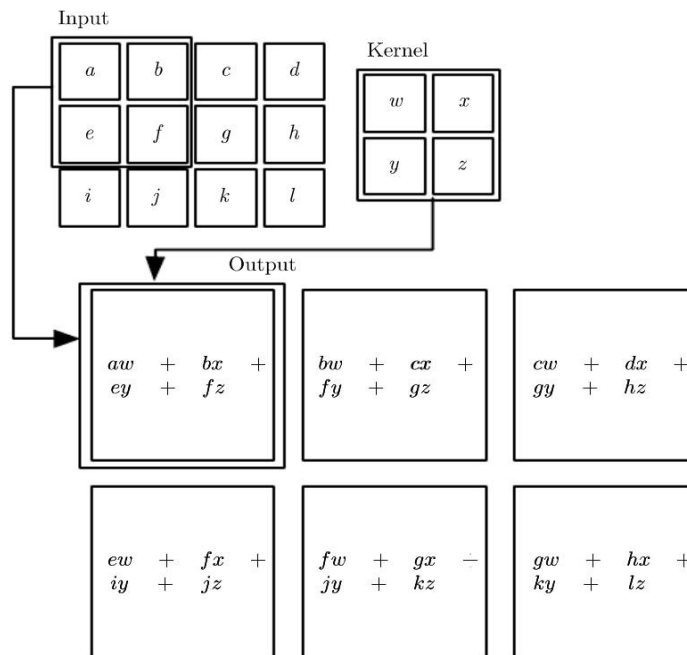 Input
Kernel
a b c d
w x
e f g h
y z
i j k l
Output
aw + bx +
ey + fz
bw + cx +
fy + gz
cw + dx +
gy + hz
ew + fx +
iy + jz
fw + gx −
jy + kz
gw + hx +
ky + lz